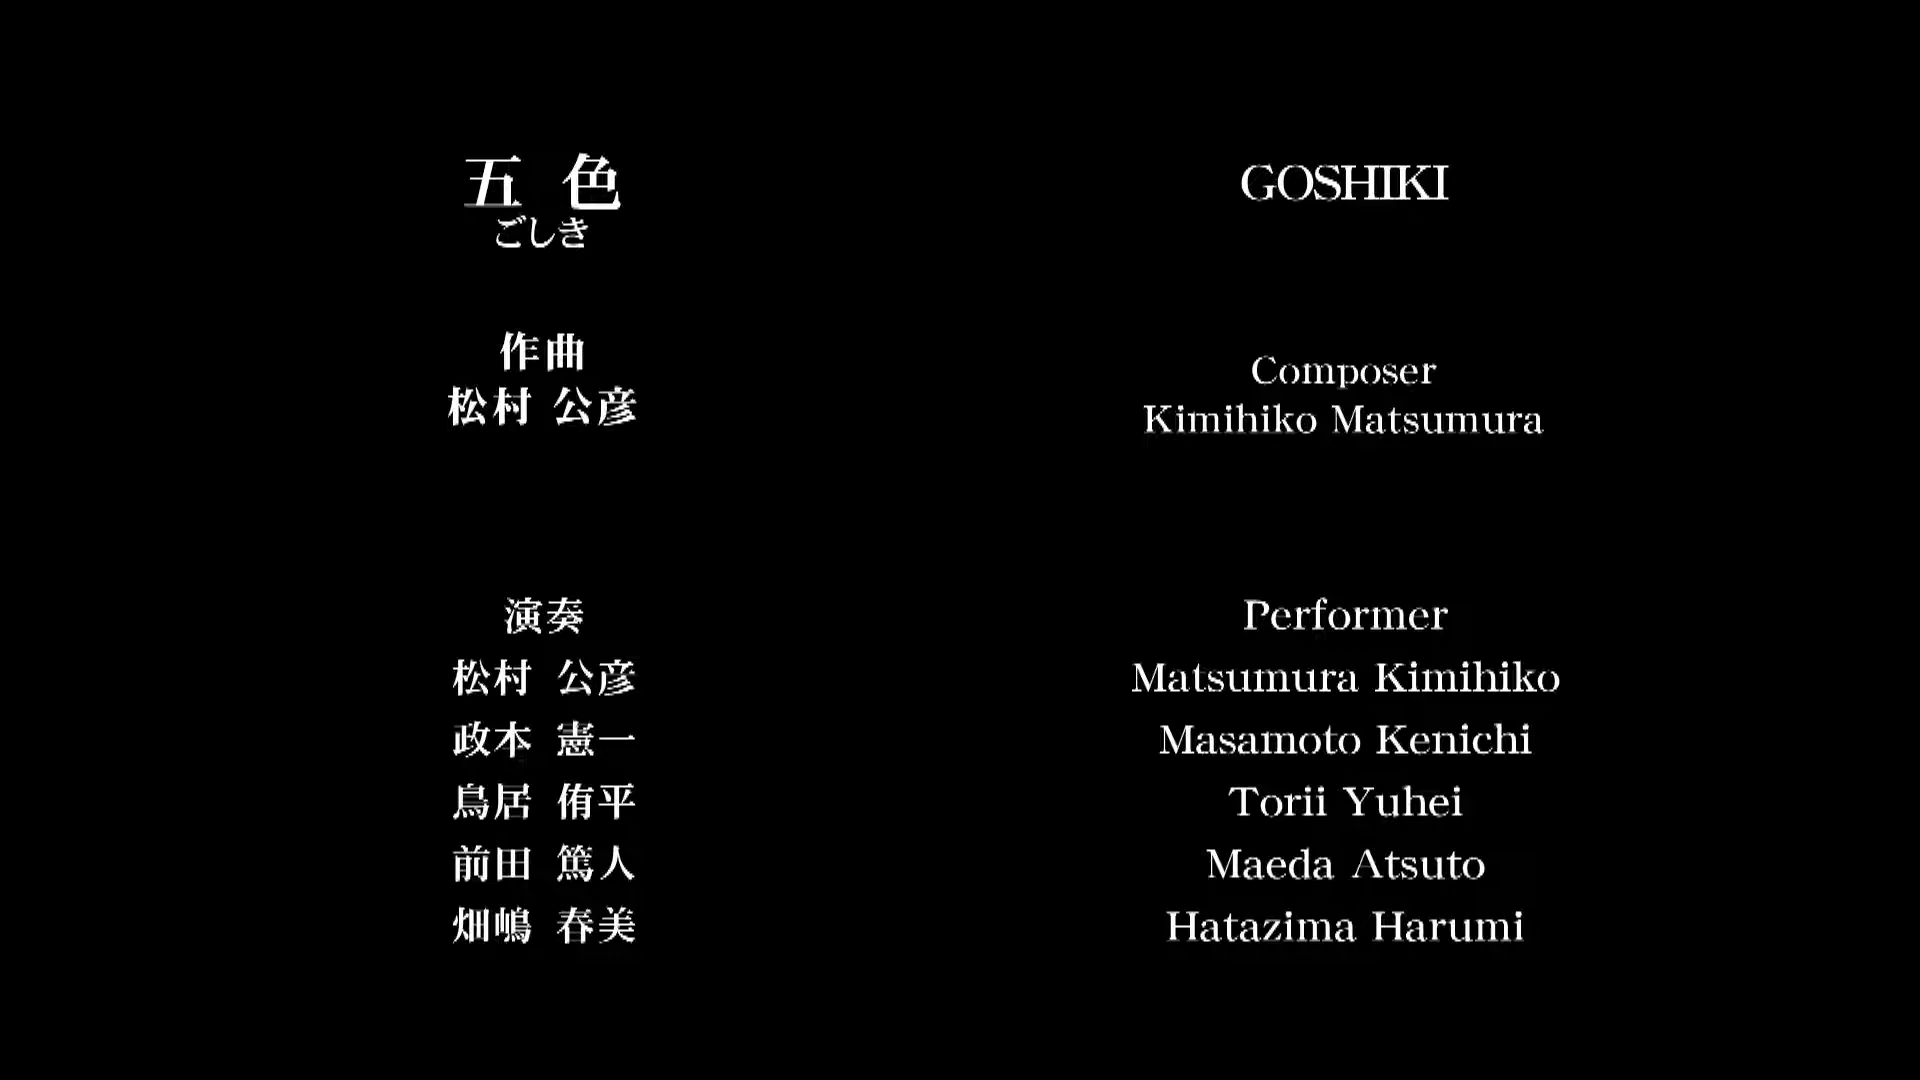 五 色
ごしき
作曲
松村 公彦
演奏
松村 公彦
政木 憲一
鳥居 侑平
前田 篤人
畑嶋 春美
GOSHIKI
Composer
Kimihiko Matsumura
Performer
Matsumura Kimihiko
Masamoto Kenichi
Torii Yuhei
Maeda Atsuto
Hatazima Harumi